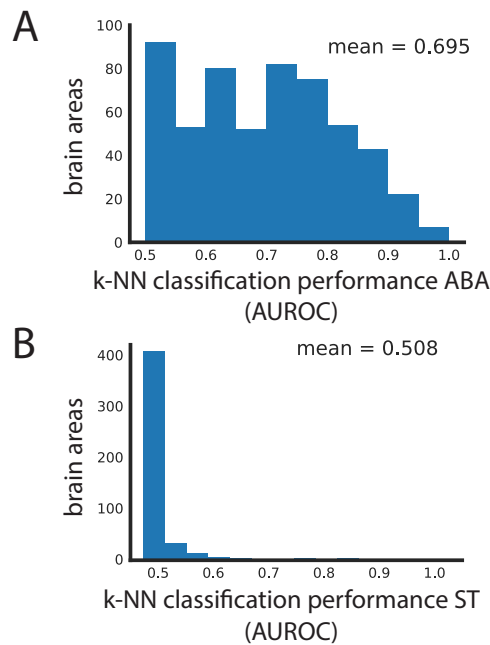 A
mean = 0.695
brain areas
100
80
60
40
20
0
0.5 0.6 0.7 0.8 0.9 1.0
k-NN classification performance ABA
(AUROC)
B
mean = 0.508
brain areas
400
300
200
100
0
0.5 0.6 0.7 0.8 0.9 1.0
k-NN classification performance ST
(AUROC)